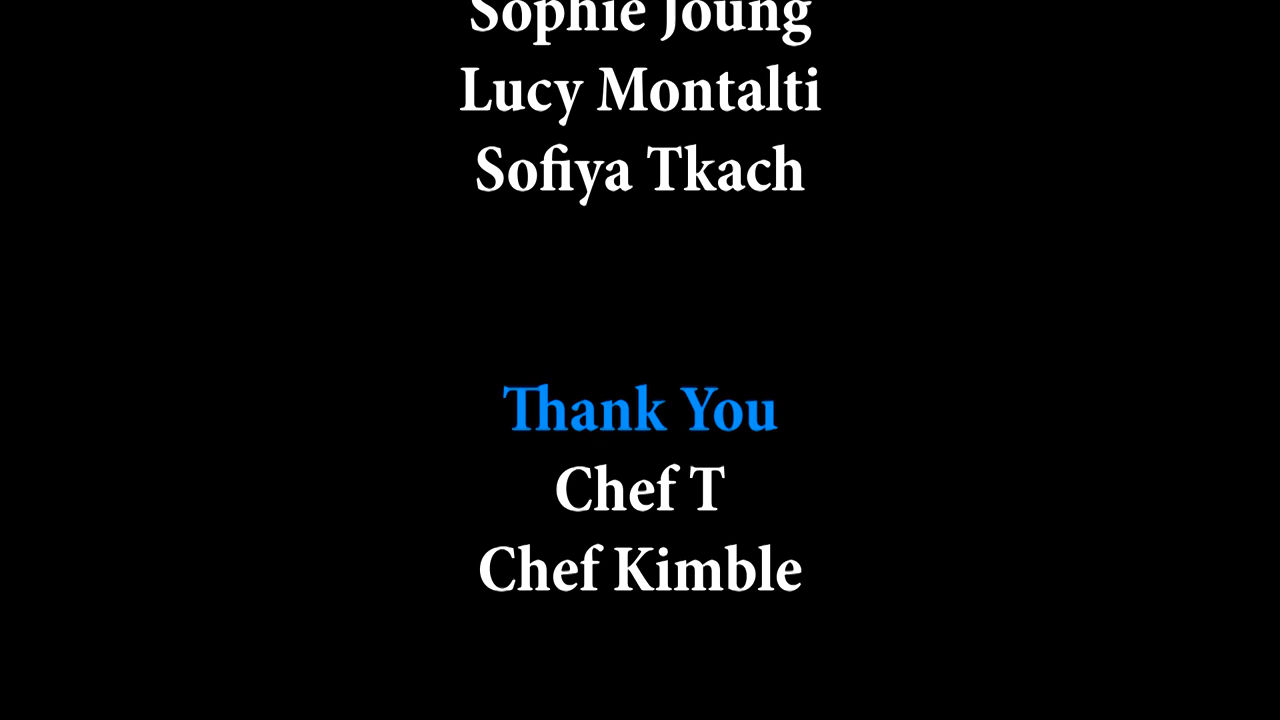 Sophie Joung
Lucy Montalti
Sofiya Tkach
Thank You
Chef T
Chef Kimble